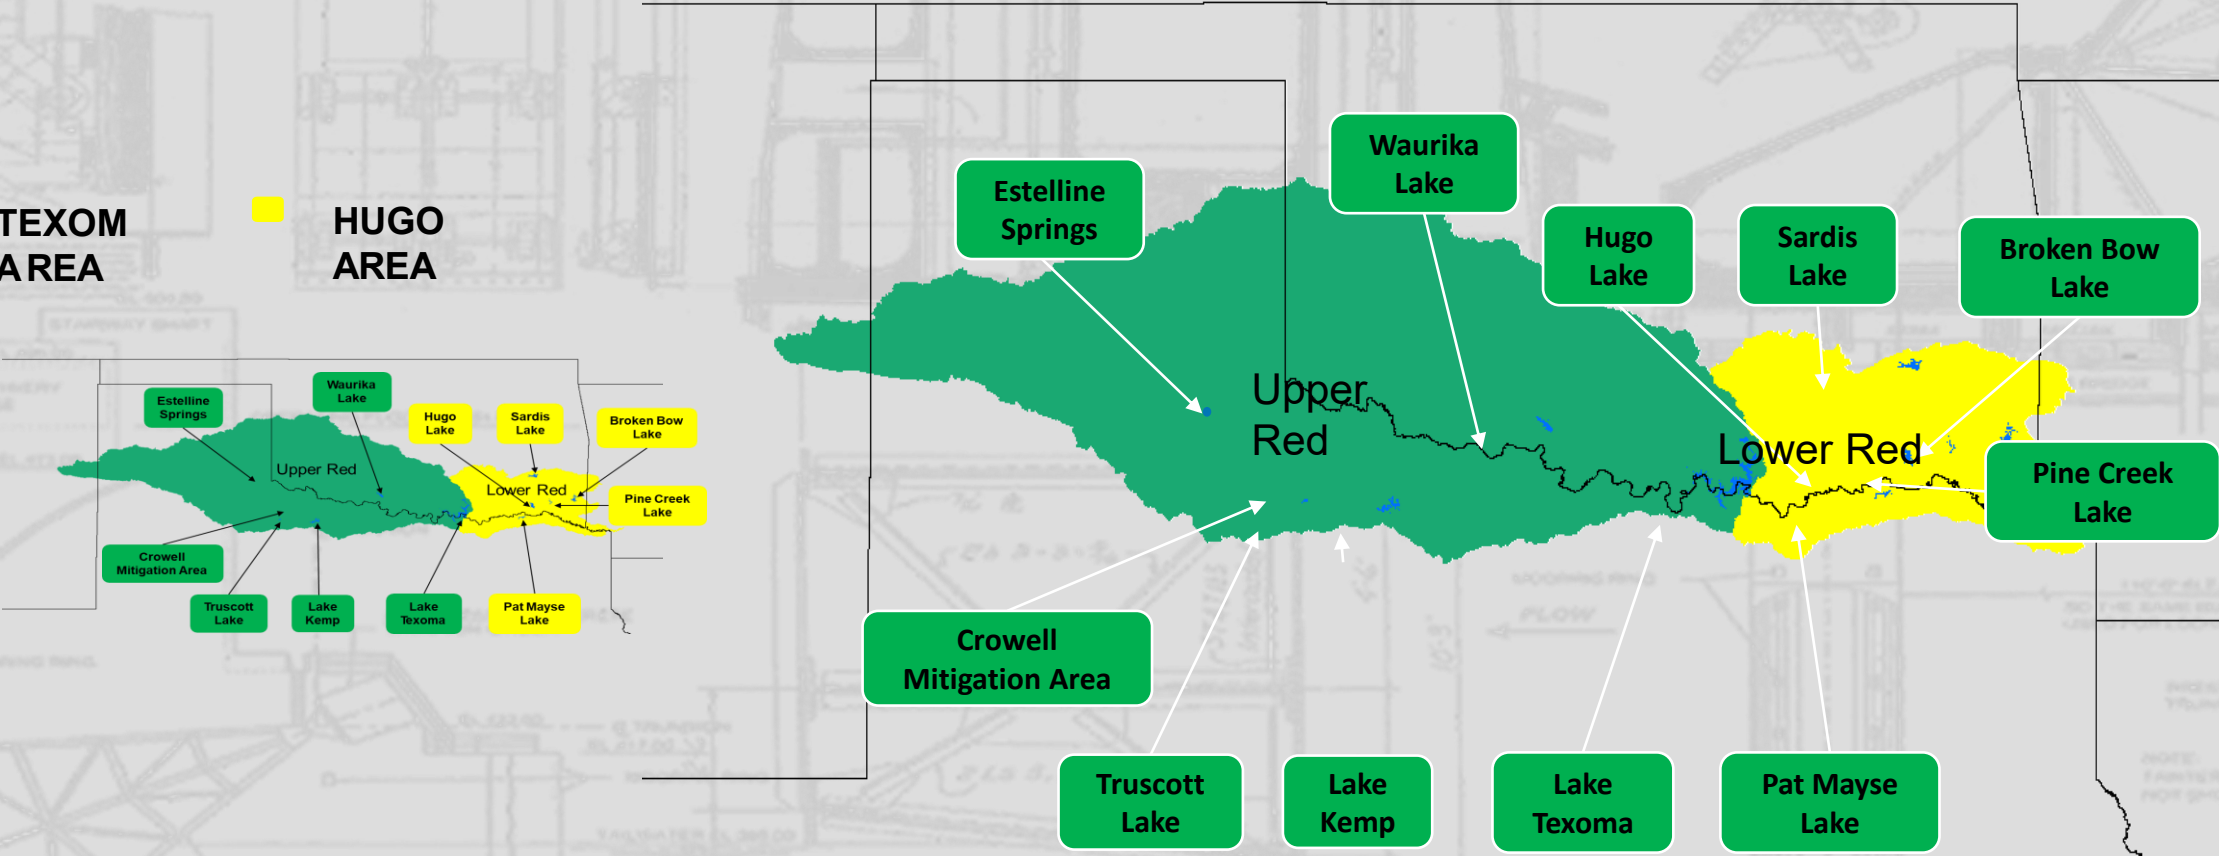 TEXOM
AREA
HUGO
AREA
Estelline
Springs
Waurika
Lake
Hugo
Lake
Sardis
Lake
Broken Bow
Lake
Upper Red
Lower Red
Pine Creek
Lake
Crowell
Mitigation Area
Truscott
Lake
Lake
Kemp
Lake
Texoma
Pat Mayse
Lake
Estelline
Springs
Waurika
Lake
Hugo
Lake
Sardis
Lake
Broken Bow
Lake
Upper
Red
Lower Red
Pine Creek
Lake
Crowell
Mitigation Area
Truscott
Lake
Lake
Kemp
Lake
Texoma
Pat Mayse
Lake
STAIRWAY SHAFT
FLOW